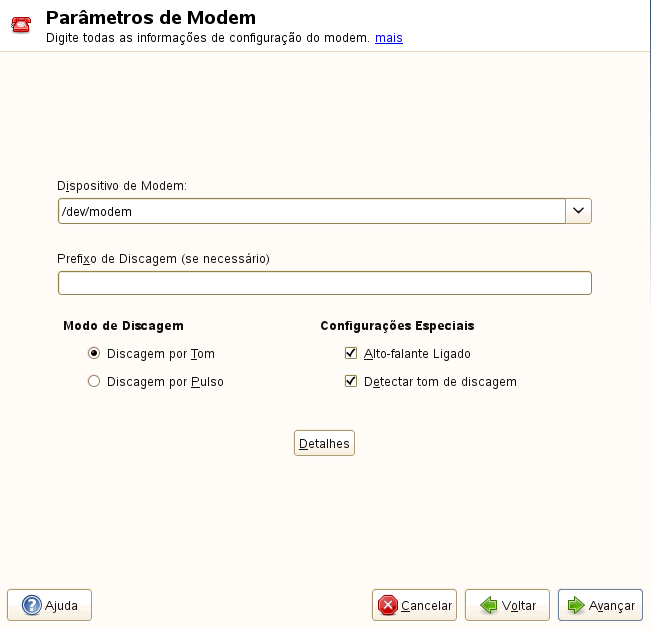 Parâmetros de Modem
Digite todas as informações de configuração do modem. mais
Dispositivo de Modem:
/dev/modem
Prefixo de Discagem (se necessário)
Modo de Discagem
Configurações Especiais
Discagem por Tom
Alto-falante Ligado
Discagem por Pulso
Detectar tom de discagem
Detalhes
Ajuda
Cancelar
Voltar
Avançar